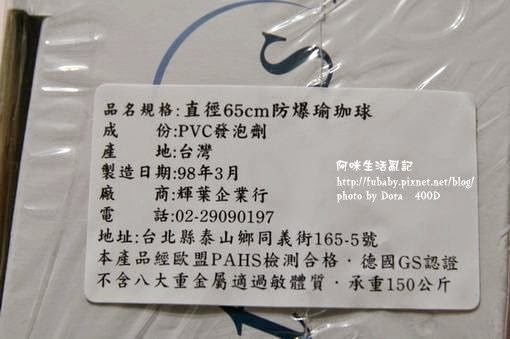 S
品名規格:直徑65cm防爆瑜珈球
成　份:PVC發泡劑
產　地:台灣
製造日期:98年3月
廠　商:輝葉企業行
電　話:02-29090197
地址:台北縣泰山鄉同義街165-5號
本產品經歐盟PAHS檢測合格‧德國GS認證
不含八大重金屬適過敏體質‧承重150公斤
阿咪生活亂記
http://fubaby.pixnet.net/blog/
photo by Dora 400D